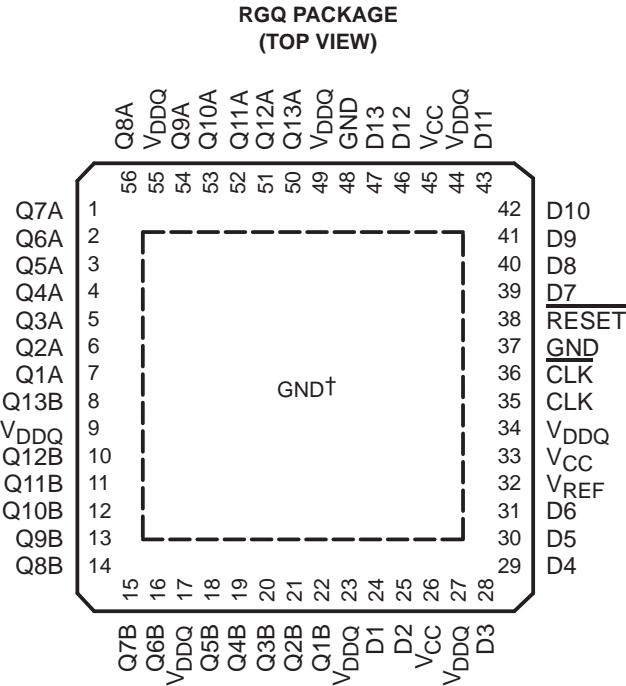 RGQ PACKAGE
(TOP VIEW)
Q8A
VDDQ
Q9A
Q10A
Q11A
Q12A
Q13A
VDDQ
GND
D13
D12
VCC
VDDQ
D11
56 55 54 53 52 51 50 49 48 47 46 45 44 43
Q7A 1 42 D10
Q6A 2 41 D9
Q5A 3 40 D8
Q4A 4 39 D7
Q3A 5 38 RESET
Q2A 6 37 GND
Q1A 7 36 CLK
GND†
Q13B 8 35 CLK
VDDQ 9 34 VDDQ
Q12B 10 33 VCC
Q11B 11 32 VREF
Q10B 12 31 D6
Q9B 13 30 D5
Q8B 14 29 D4
15 16 17 18 19 20 21 22 23 24 25 26 27 28
Q7B
Q6B
VDDQ
Q5B
Q4B
Q3B
Q2B
Q1B
VDDQ
D1
D2
VCC
VDDQ
D3